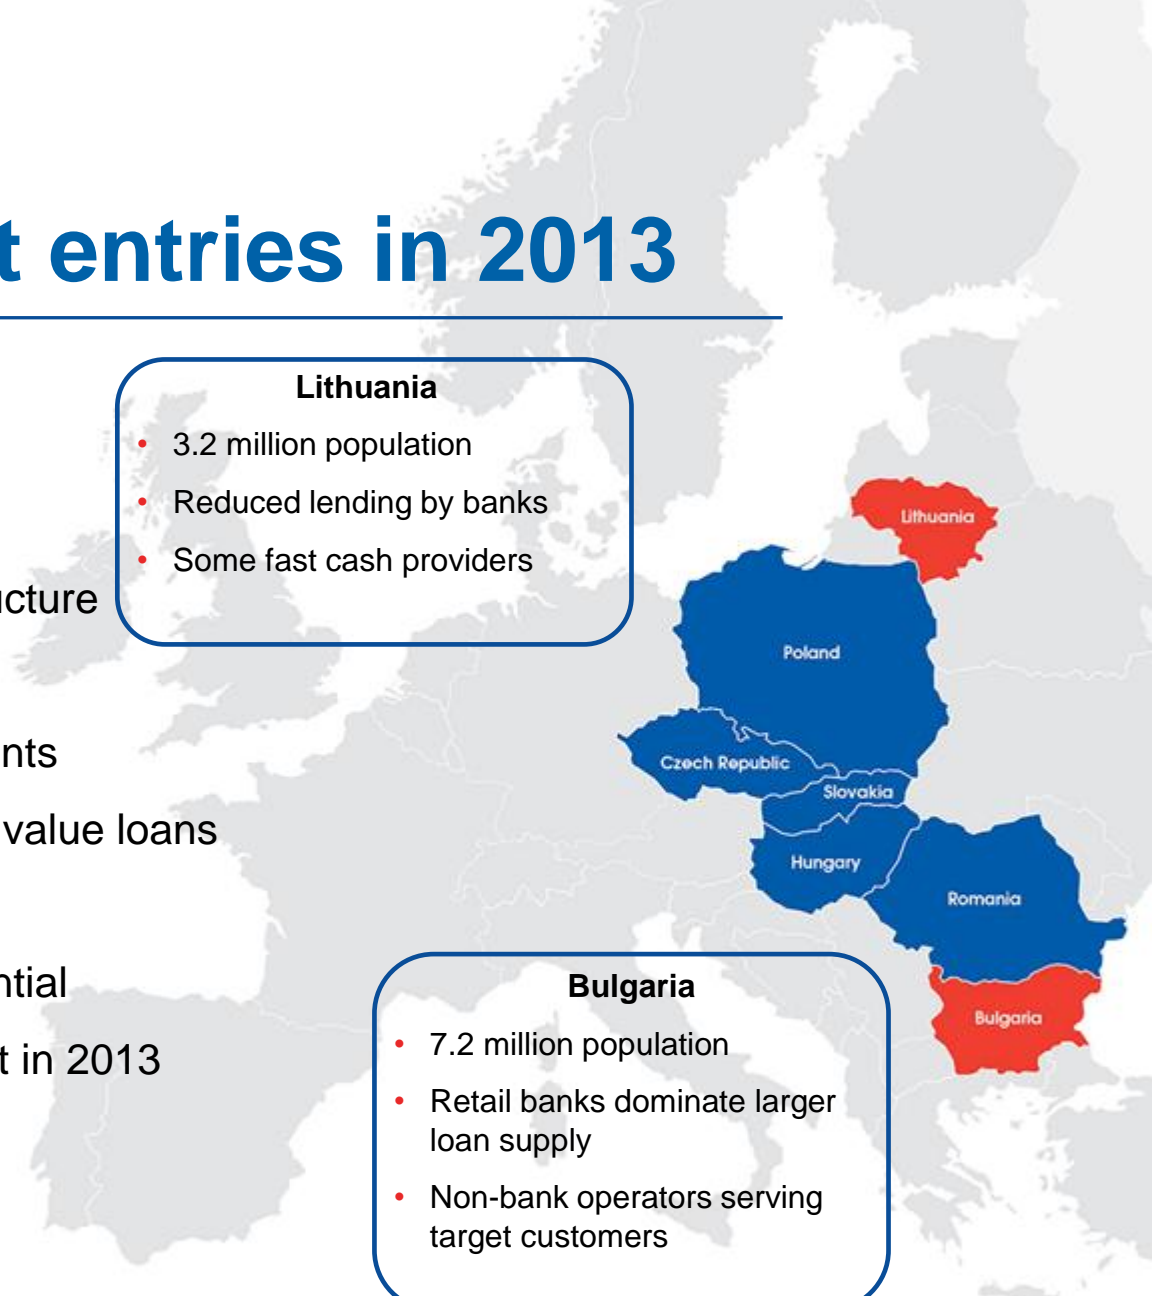 t entries in 2013
Lithuania
• 3.2 million population
• Reduced lending by banks
• Some fast cash providers
ucture
nts
value loans
ntial
t in 2013
Bulgaria
• 7.2 million population
• Retail banks dominate larger
loan supply
• Non-bank operators serving
target customers
Lithuania
Poland
Czech Republic
Slovakia
Hungary
Romania
Bulgaria